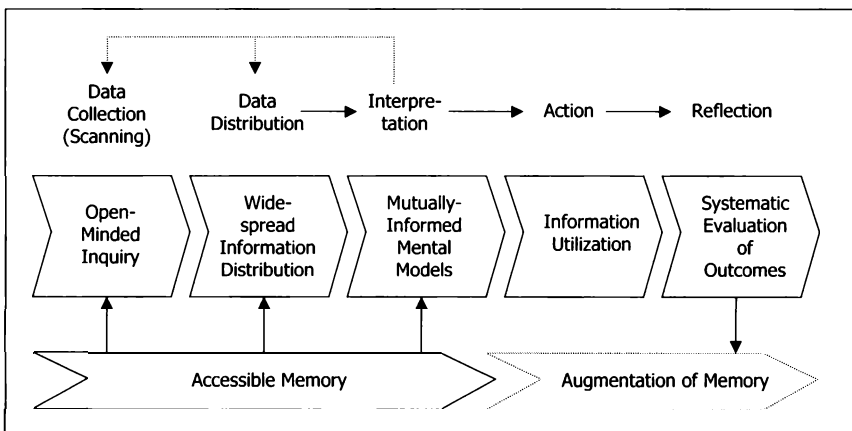 Data
Collection
(Scanning)
Data
Distribution
Interpre-
tation
Action
Reflection
Open-
Minded
Inquiry
Wide-
spread
Information
Distribution
Mutually-
Informed
Mental
Models
Information
Utilization
Systematic
Evaluation
of
Outcomes
Accessible Memory
Augmentation of Memory